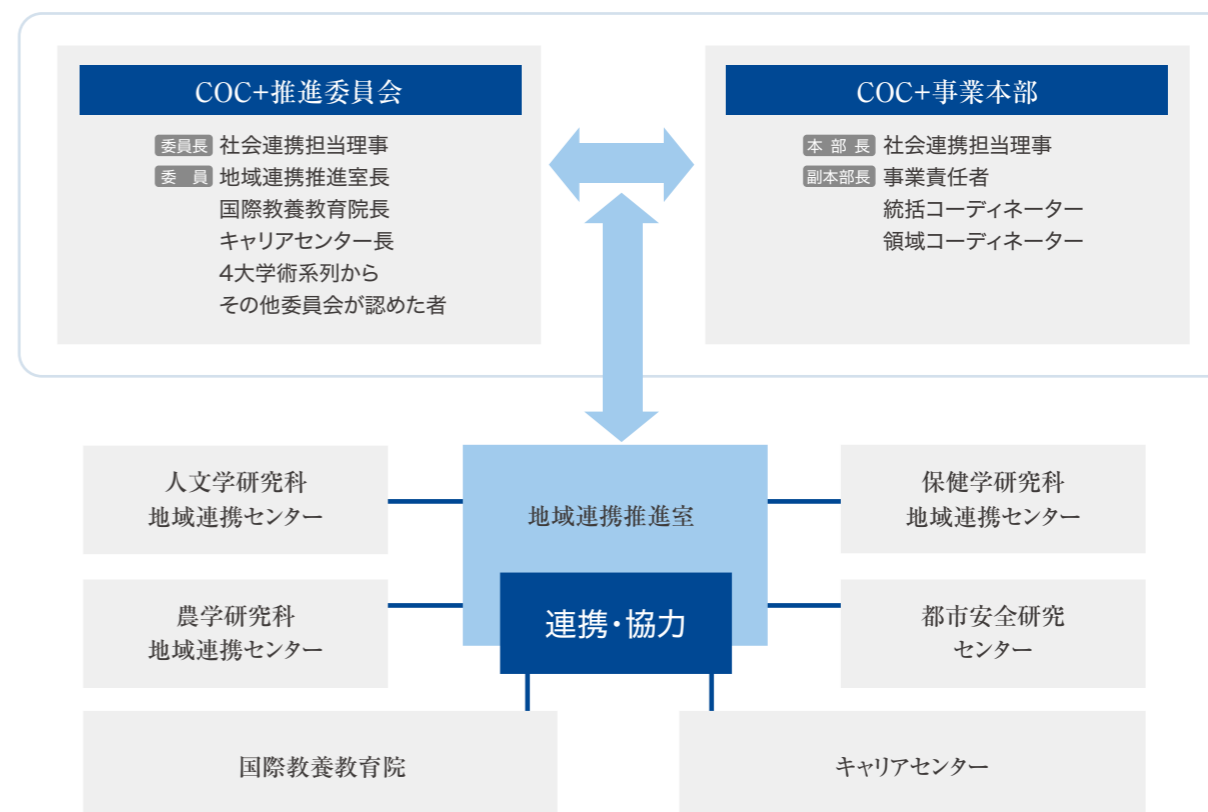 COC+推進委員会
委員長 社会連携担当理事
委　員 地域連携推進室長
国際教養教育院長
キャリアセンター長
4大学術系列から
その他委員会が認めた者
COC+事業本部
本 部 長 社会連携担当理事
副本部長 事業責任者
統括コーディネーター
領域コーディネーター
人文学研究科
地域連携センター
地域連携推進室
保健学研究科
地域連携センター
農学研究科
地域連携センター
連携・協力
都市安全研究
センター
国際教養教育院
キャリアセンター